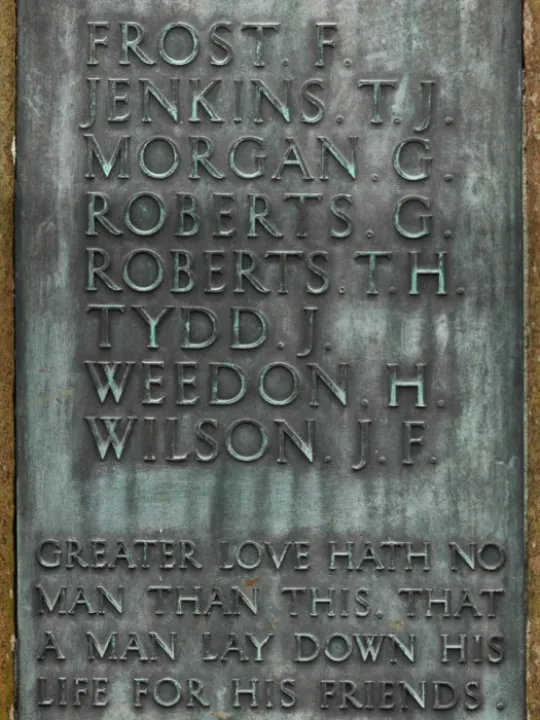 FROST. F.
JENKINS. T. J.
MORGAN. G.
ROBERTS. G.
ROBERTS. T. H.
TYDD. J.
WEEDON. H.
WILSON. J. F.
GREATER LOVE HATH NO
MAN THAN THIS. THAT
A MAN LAY DOWN HIS
LIFE FOR HIS FRIENDS.